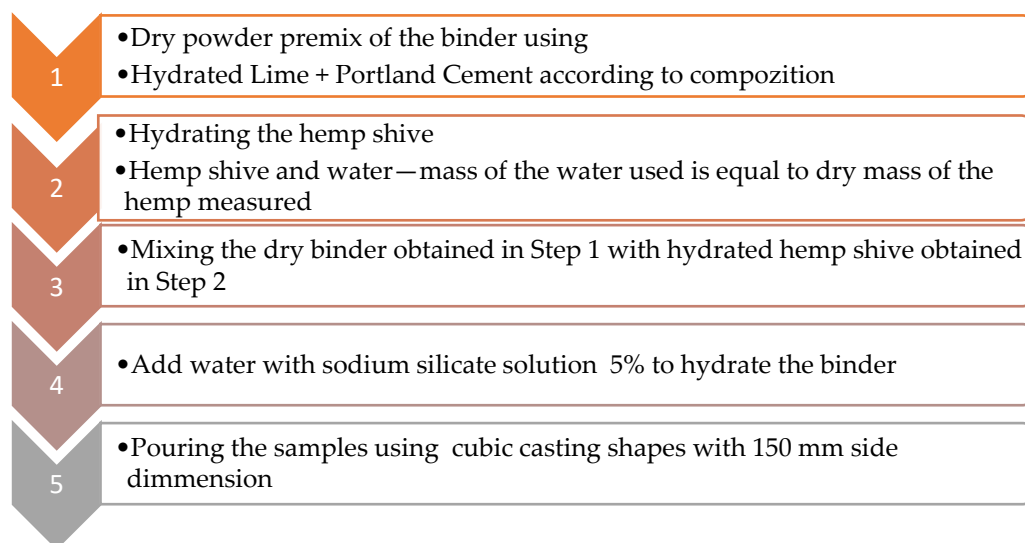 1
•Dry powder premix of the binder using
•Hydrated Lime + Portland Cement according to compozition
2
•Hydrating the hemp shive
•Hemp shive and water—mass of the water used is equal to dry mass of the
hemp measured
3
•Mixing the dry binder obtained in Step 1 with hydrated hemp shive obtained
in Step 2
4
•Add water with sodium silicate solution 5% to hydrate the binder
5
•Pouring the samples using cubic casting shapes with 150 mm side
dimmension